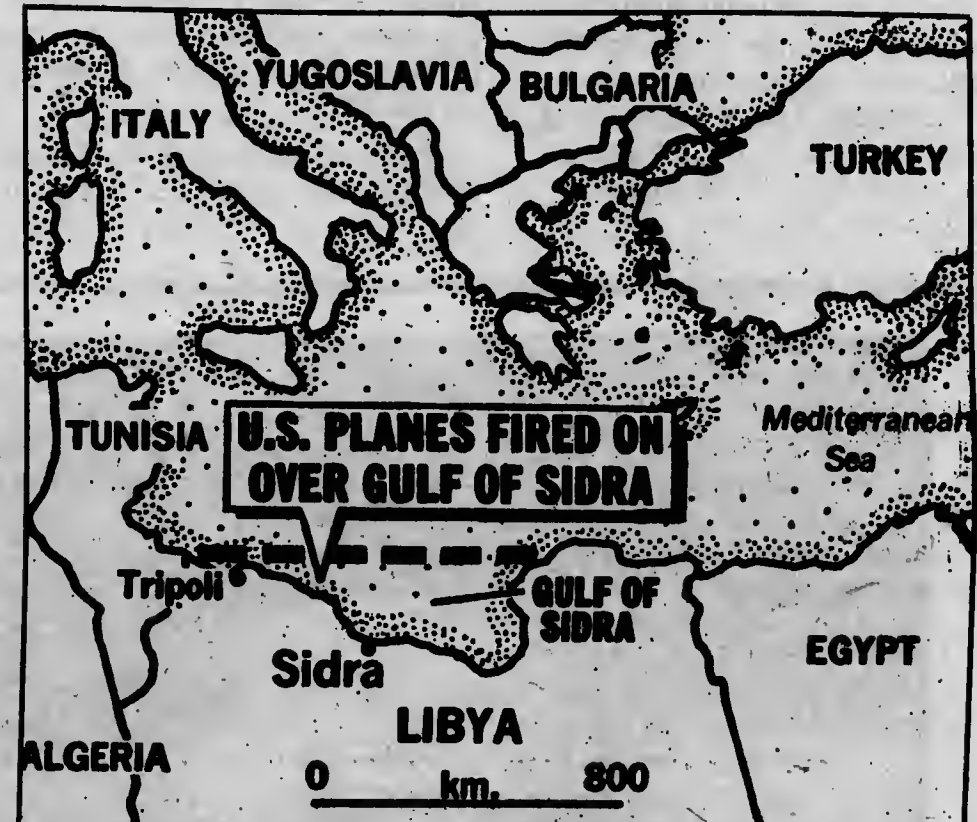 YUGOSLAVIA
BULGARIA
ITALY
TURKEY
TUNISIA
U.S. PLANES FIRED ON
OVER GULF OF SIDRA
Mediterranean
Sea
Tripoli
GULF OF
SIDRA
Sidra
EGYPT
LIBYA
ALGERIA
0 km. 800